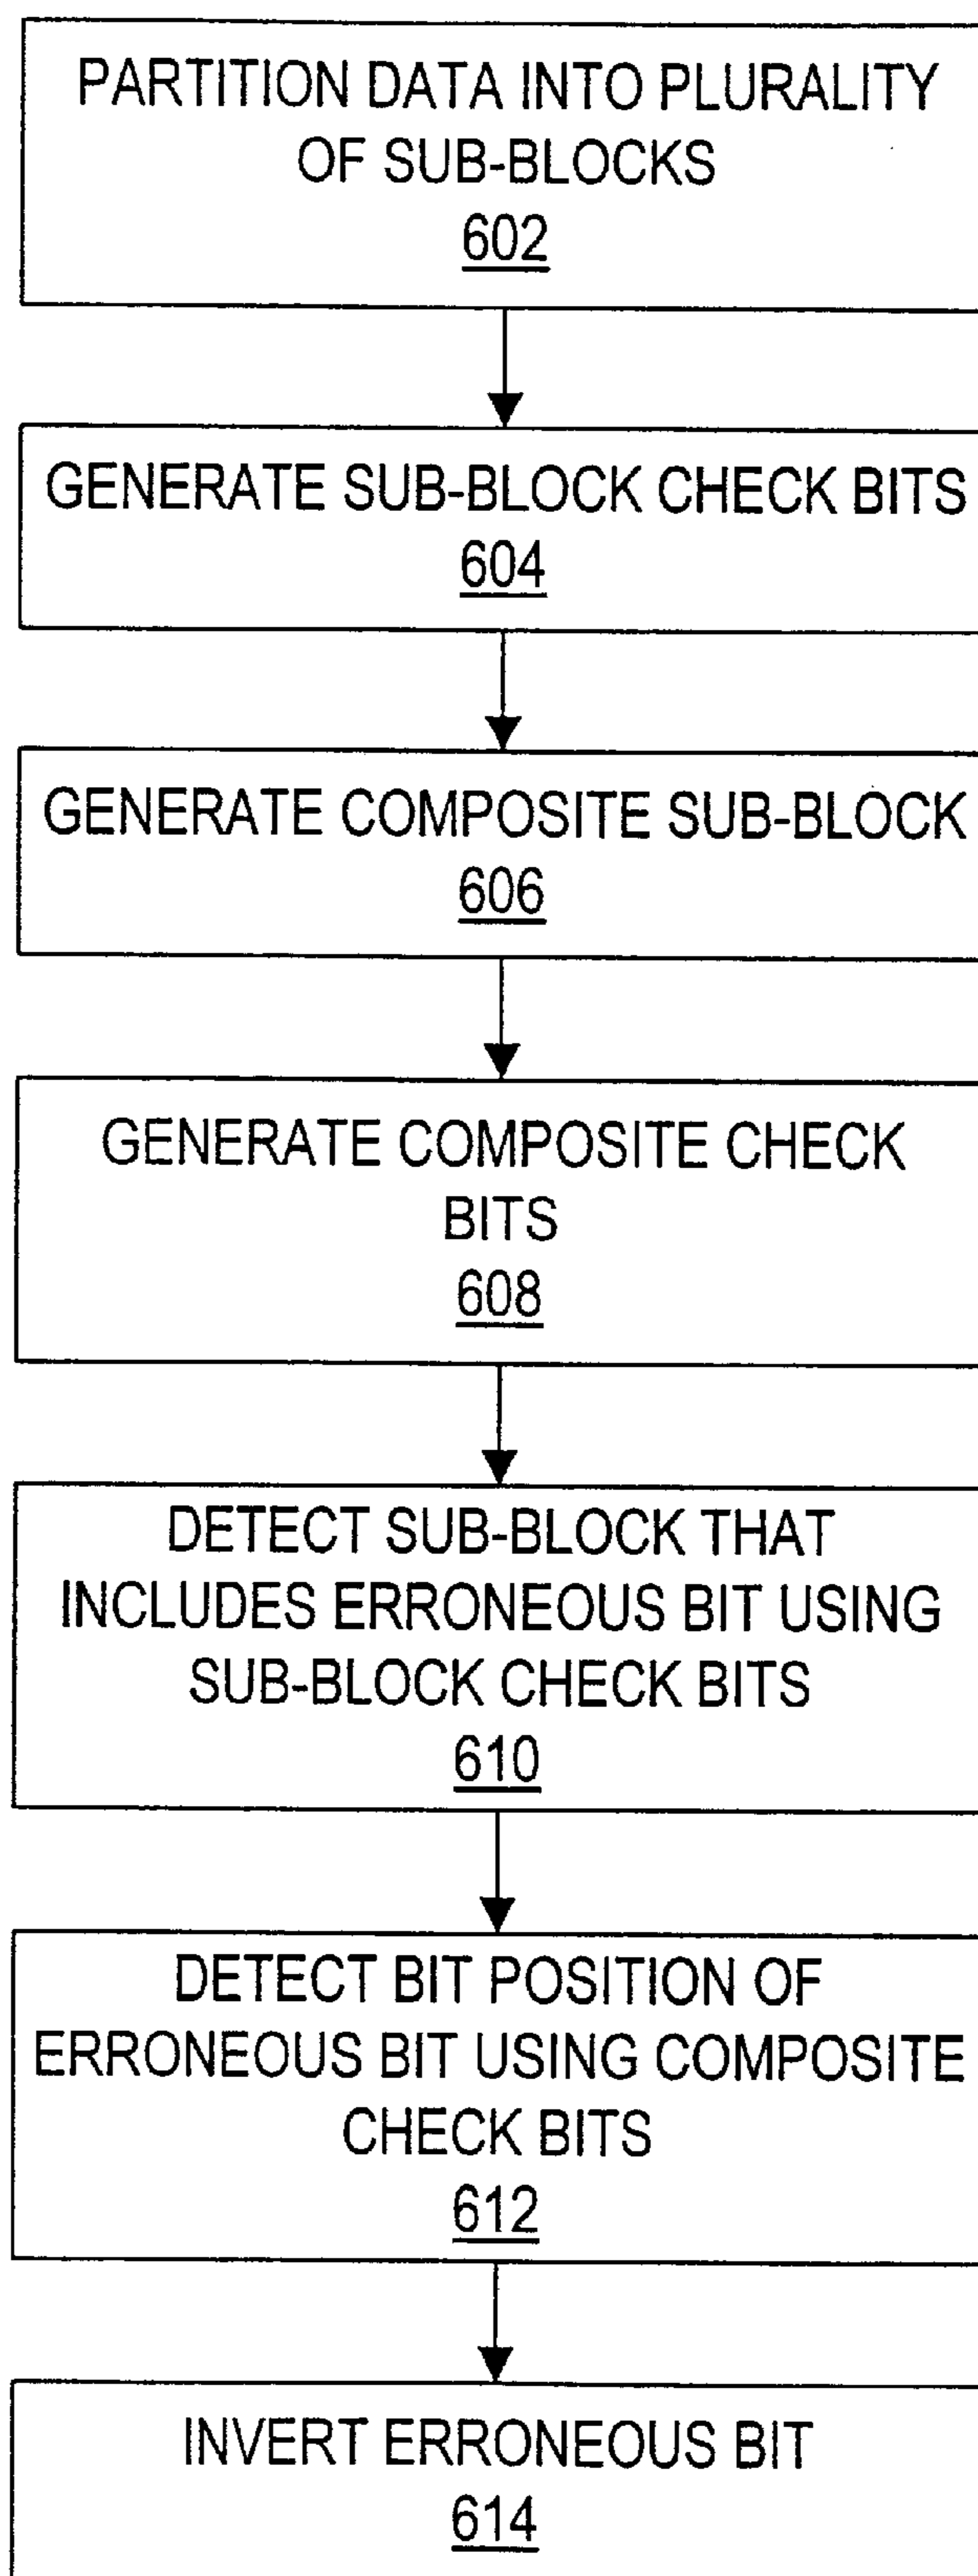 PARTITION DATA INTO PLURALITY
OF SUB-BLOCKS
602
GENERATE SUB-BLOCK CHECK BITS
604
GENERATE COMPOSITE SUB-BLOCK
606
GENERATE COMPOSITE CHECK
BITS
608
DETECT SUB-BLOCK THAT
INCLUDES ERRONEOUS BIT USING
SUB-BLOCK CHECK BITS
610
DETECT BIT POSITION OF
ERRONEOUS BIT USING COMPOSITE
CHECK BITS
612
INVERT ERRONEOUS BIT
614